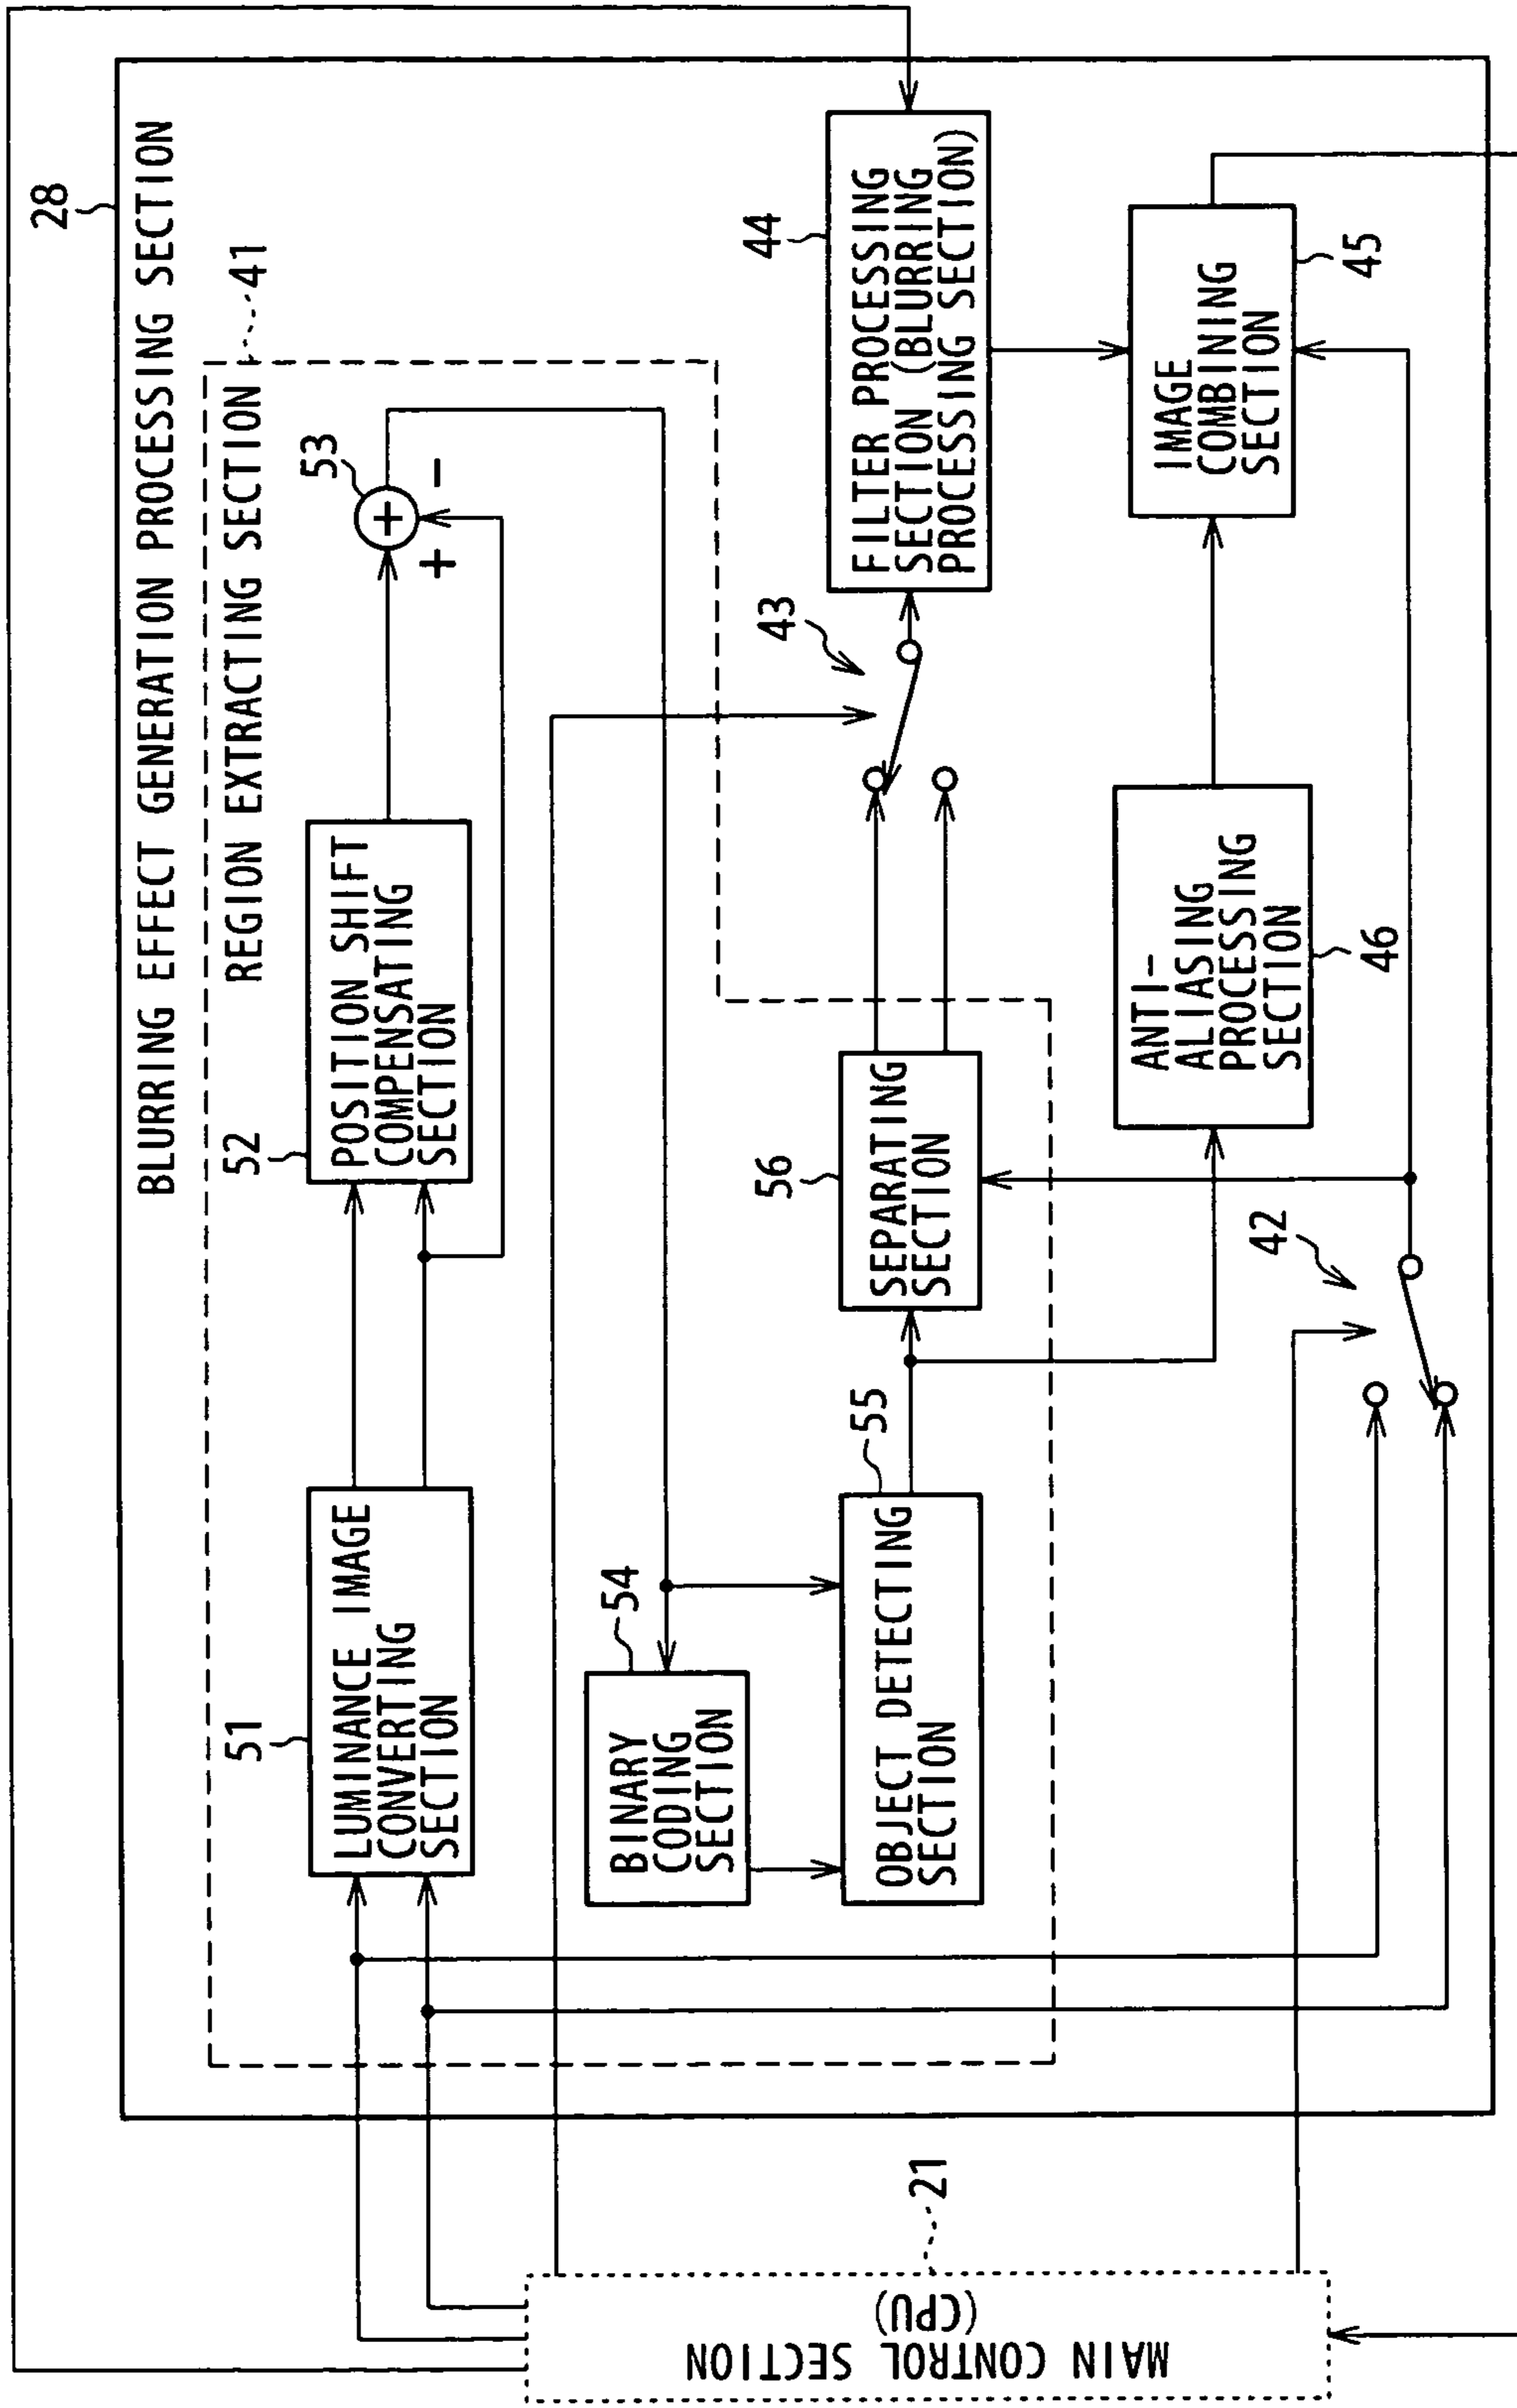 28
BLURRING EFFECT GENERATION PROCESSING SECTION
41
REGION EXTRACTING SECTION
51
LUMINANCE IMAGE
CONVERTING
SECTION
52
POSITION SHIFT
COMPENSATING
SECTION
53
+
+
-
54
BINARY
CODING
SECTION
55
OBJECT DETECTING
SECTION
56
SEPARATING
SECTION
43
44
FILTER PROCESSING
SECTION (BLURRING
PROCESSING SECTION)
ANTI-
ALIASING
PROCESSING
SECTION
46
IMAGE
COMBINING
SECTION
45
42
21
MAIN CONTROL SECTION
(CPU)